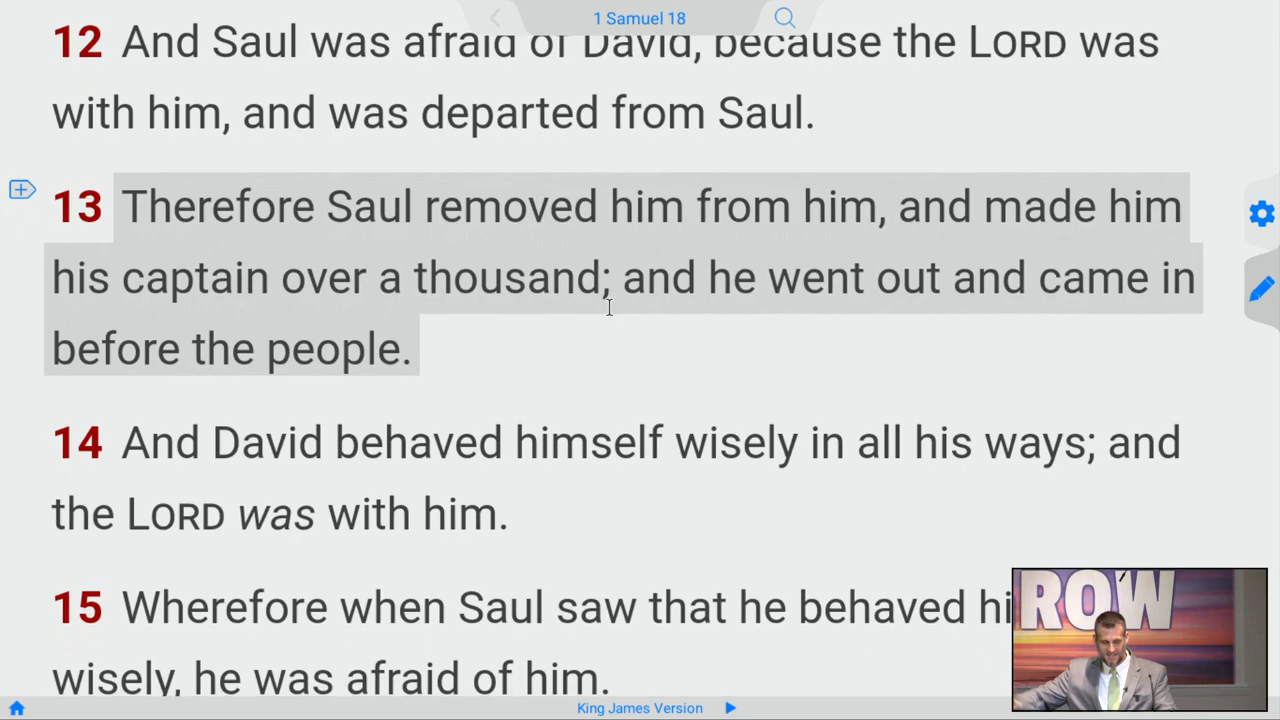 1 Samuel 18
12 And Saul was afraid of David, because the LORD was
with him, and was departed from Saul.
13 Therefore Saul removed him from him, and made him
his captain over a thousand; and he went out and came in
before the people.
14 And David behaved himself wisely in all his ways; and
the LORD was with him.
15 Wherefore when Saul saw that he behaved hi
wisely, he was afraid of him.
ROW
King James Version